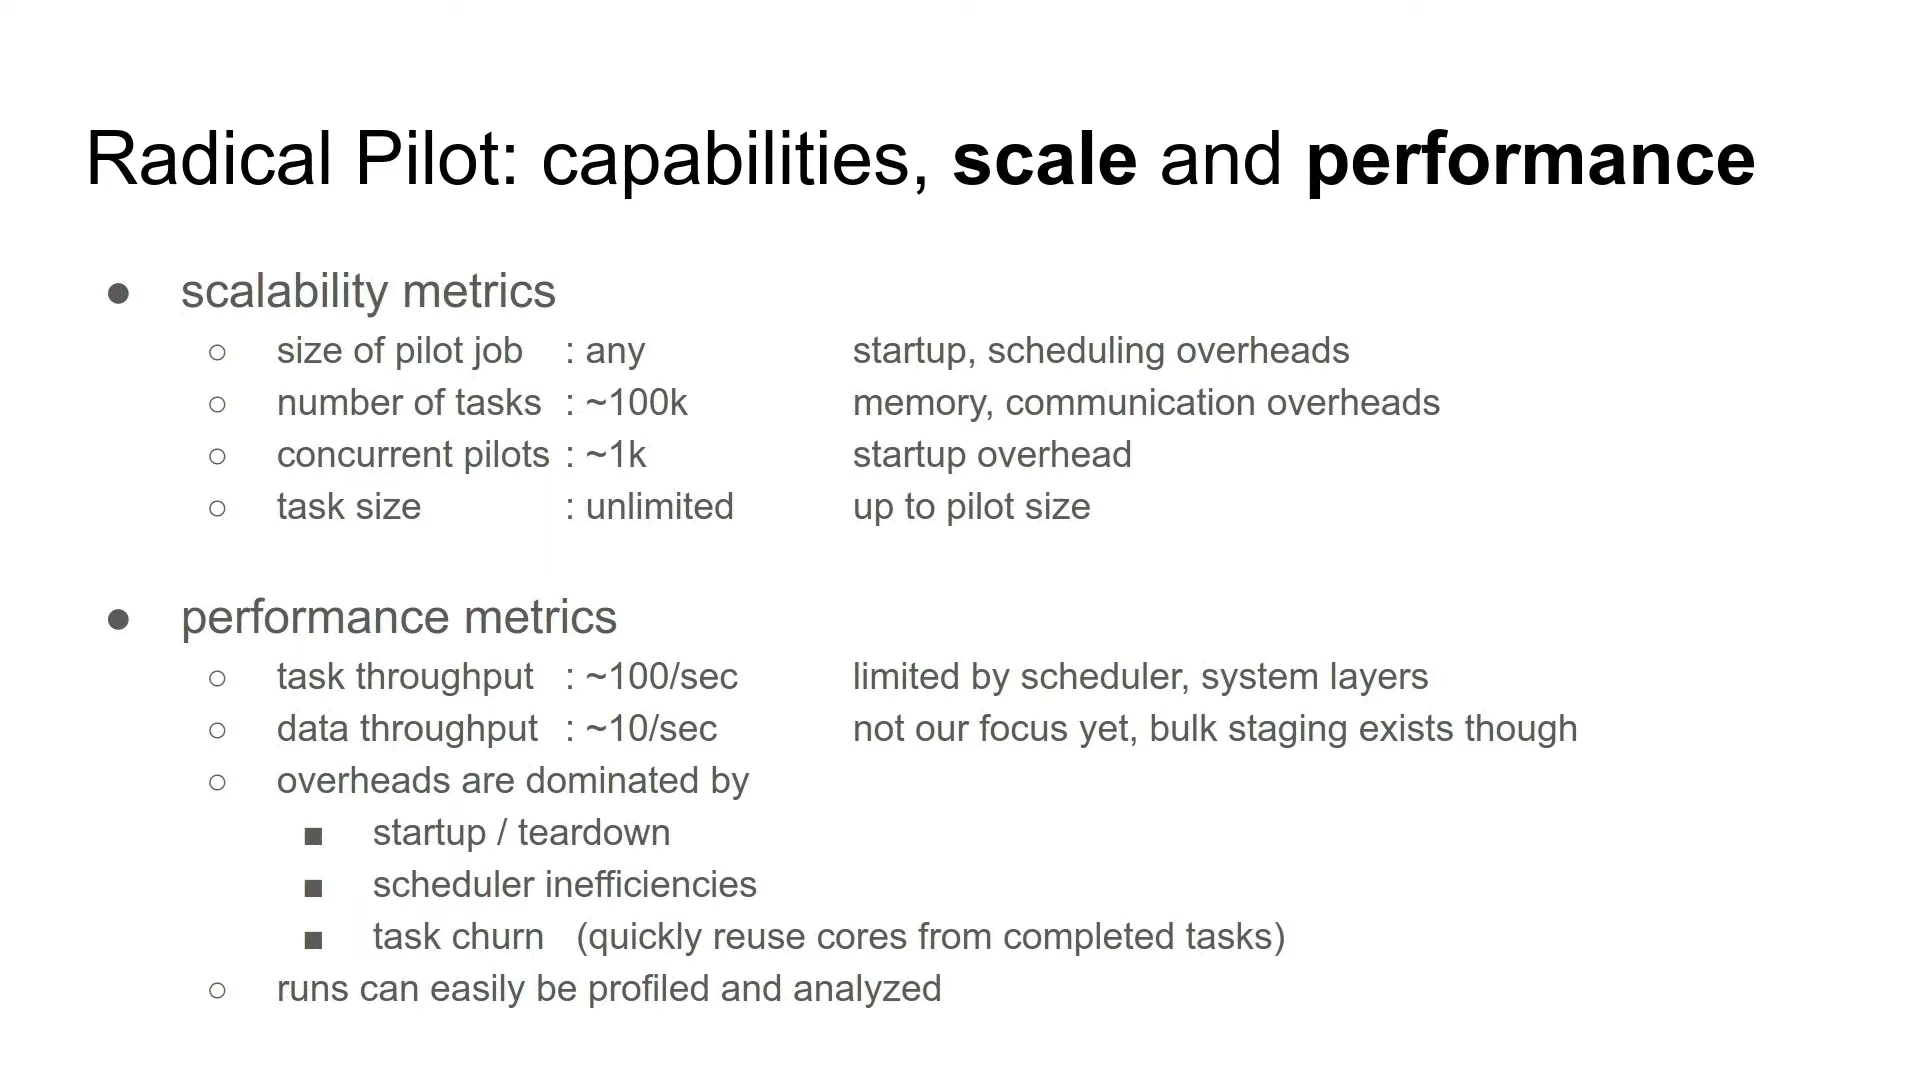 Radical Pilot: capabilities, scale and performance
● scalability metrics
○ size of pilot job : any startup, scheduling overheads
○ number of tasks : ~100k memory, communication overheads
○ concurrent pilots : ~1k startup overhead
○ task size : unlimited up to pilot size
● performance metrics
○ task throughput : ~100/sec limited by scheduler, system layers
○ data throughput : ~10/sec not our focus yet, bulk staging exists though
○ overheads are dominated by
■ startup / teardown
■ scheduler inefficiencies
■ task churn (quickly reuse cores from completed tasks)
○ runs can easily be profiled and analyzed